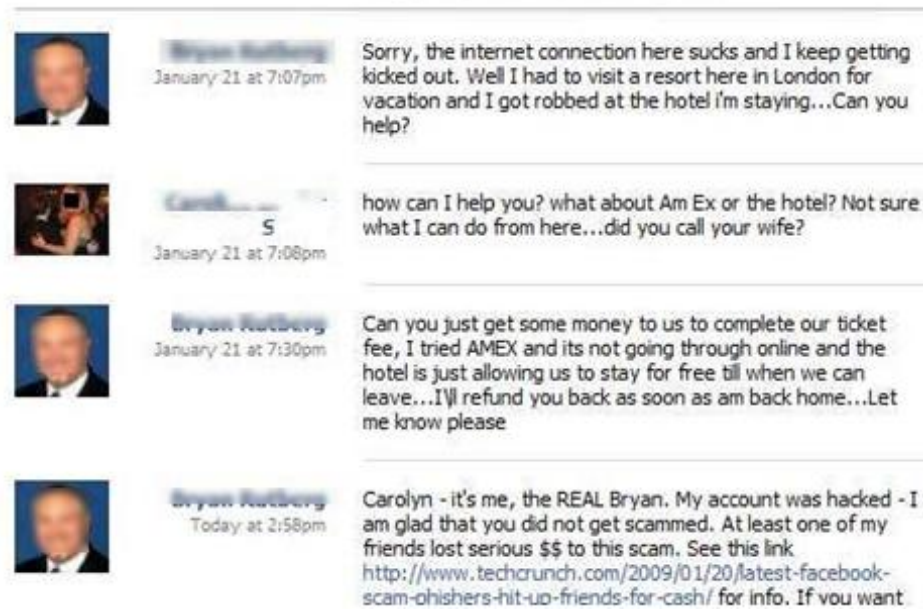 January 21 at 7:07pm
Sorry, the internet connection here sucks and I keep getting
kicked out. Well I had to visit a resort here in London for
vacation and I got robbed at the hotel i'm staying...Can you
help?
S
January 21 at 7:08pm
how can I help you? what about Am Ex or the hotel? Not sure
what I can do from here...did you call your wife?
January 21 at 7:30pm
Can you just get some money to us to complete our ticket
fee, I tried AMEX and its not going through online and the
hotel is just allowing us to stay for free till when we can
leave...I\ll refund you back as soon as am back home...Let
me know please
Today at 2:58pm
Carolyn - it's me, the REAL Bryan. My account was hacked - I
am glad that you did not get scammed. At least one of my
friends lost serious $$ to this scam. See this link
http://www.techcrunch.com/2009/01/20/latest-facebook-
scam-phishers-hit-up-friends-for-cash/ for info. If you want